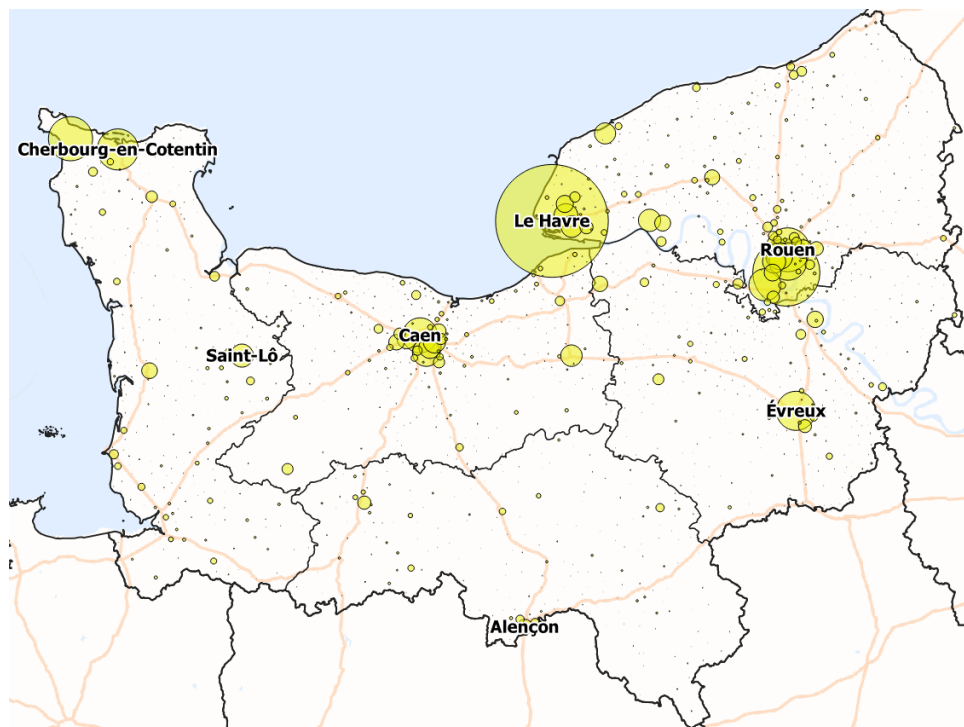 Cherbourg-en-Cotentin
Le Havre
Rouen
Caen
Saint-Lô
Évreux
Alençon